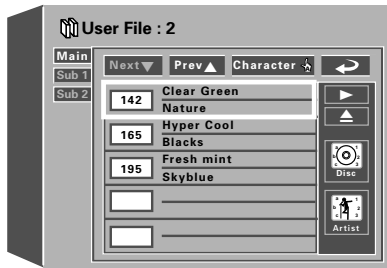 User File : 2
Main
Sub 1
Sub 2
Next Prev Character
142 Clear Green
Nature
165 Hyper Cool
Blacks
195 Fresh mint
Skyblue
Disc
Artist